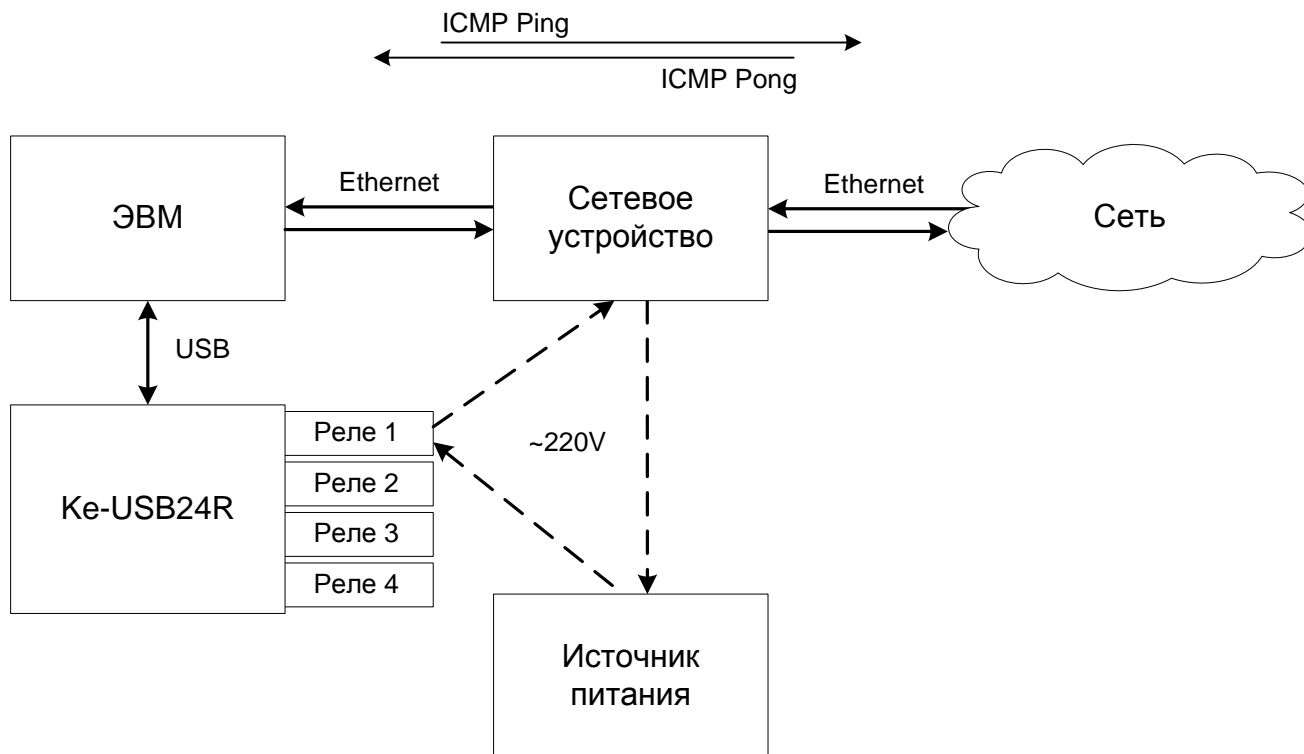 ICMP Ping
ICMP Pong
ЭВМ
Ethernet
Сетевое
устройство
Ethernet
Сеть
USB
Ke-USB24R
Реле 1
Реле 2
Реле 3
Реле 4
~220V
Источник
питания